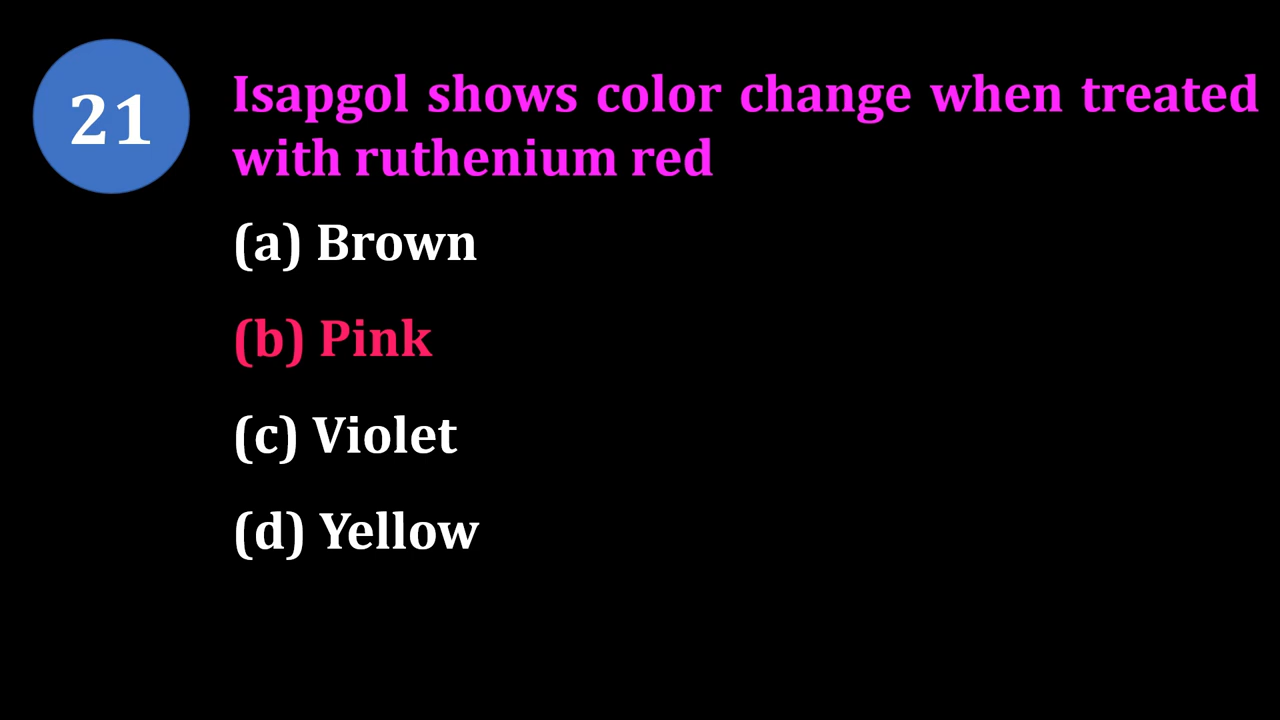 21
Isapgol shows color change when treated
with ruthenium red
(a) Brown
(b) Pink
(c) Violet
(d) Yellow